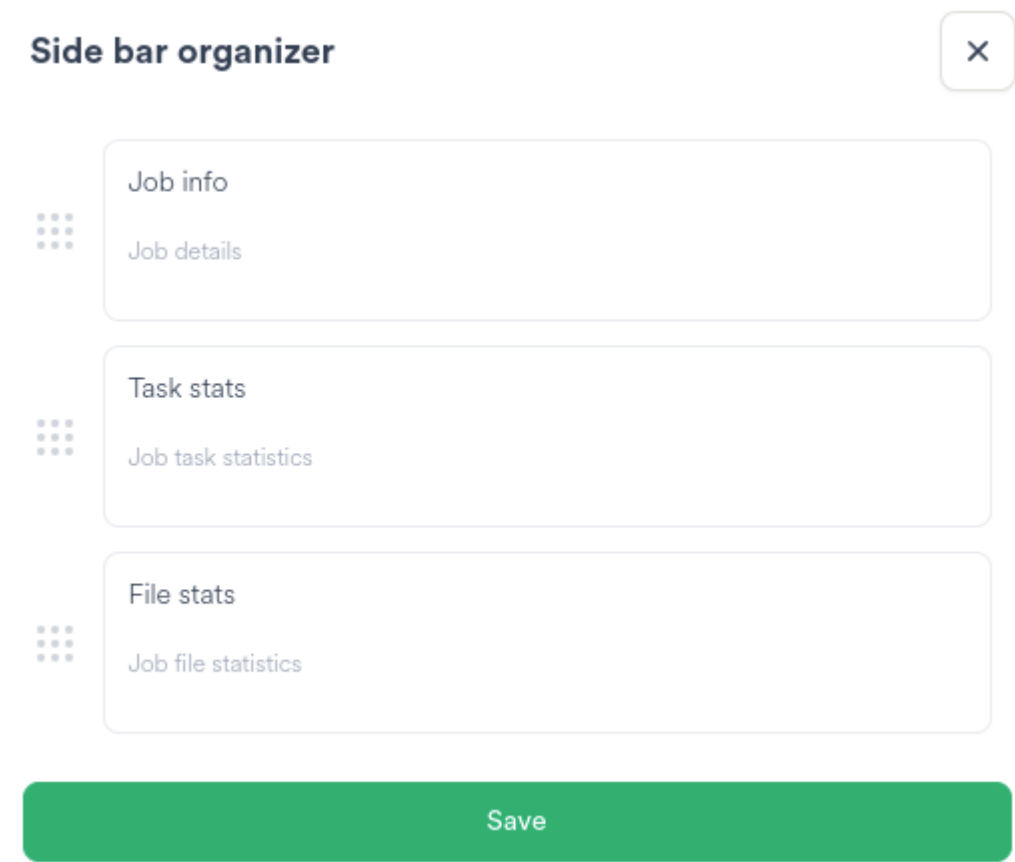 Side bar organizer
Job info
Job details
Task stats
Job task statistics
File stats
Job file statistics
Save